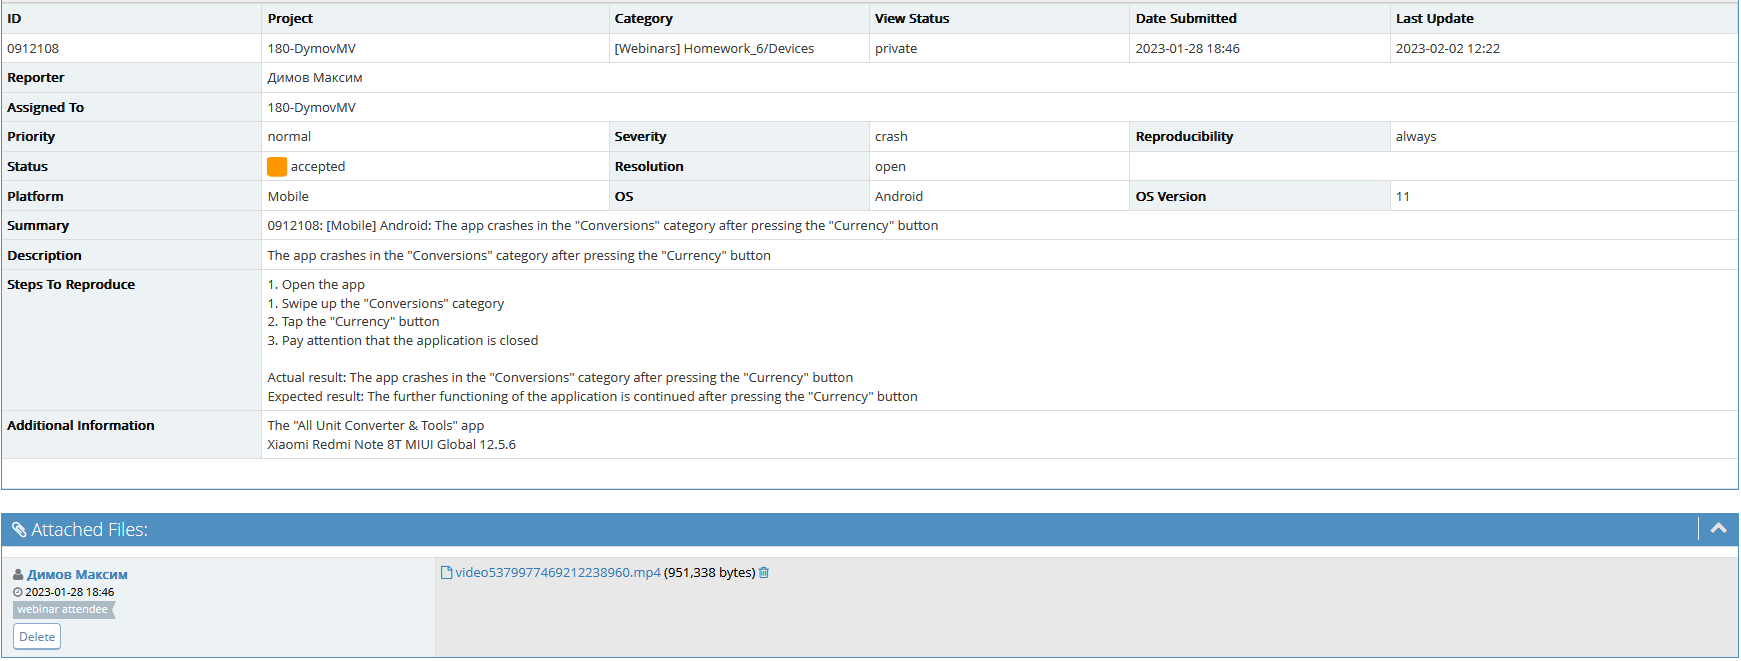 ID Project Category View Status Date Submitted Last Update
0912108 180-DymovMV [Webinars] Homework_6/Devices private 2023-01-28 18:46 2023-02-02 12:22
Reporter Димов Максим
Assigned To 180-DymovMV
Priority normal Severity crash Reproducibility always
Status accepted Resolution open
Platform Mobile OS Android OS Version 11
Summary 0912108: [Mobile] Android: The app crashes in the "Conversions" category after pressing the "Currency" button
Description The app crashes in the "Conversions" category after pressing the "Currency" button
Steps To Reproduce 1. Open the app
1. Swipe up the "Conversions" category
2. Tap the "Currency" button
3. Pay attention that the application is closed
Actual result: The app crashes in the "Conversions" category after pressing the "Currency" button
Expected result: The further functioning of the application is continued after pressing the "Currency" button
Additional Information The "All Unit Converter & Tools" app
Xiaomi Redmi Note 8T MIUI Global 12.5.6
Attached Files:
Димов Максим video5379977469212238960.mp4 (951,338 bytes)
2023-01-28 18:46
webinar attendee
Delete